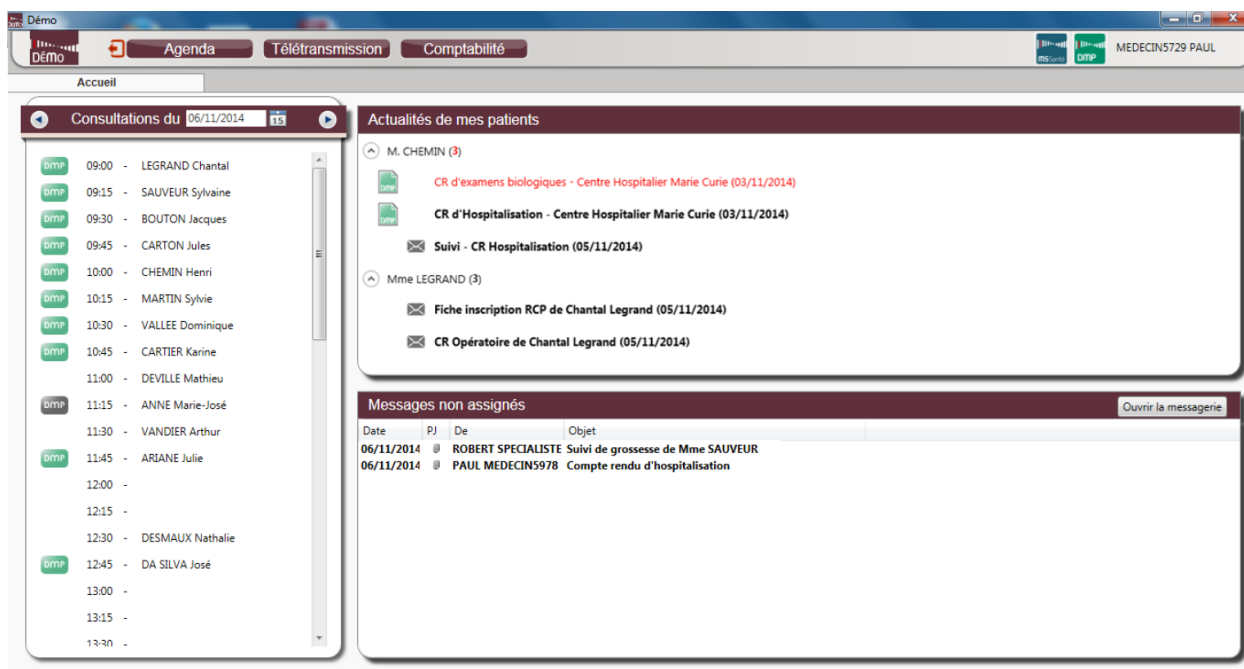 Démo
Démo
Agenda
Télétransmission
Comptabilité
MSSanté
DMP
MEDECIN5729 PAUL
Accueil
Consultations du 06/11/2014 15
DMP 09:00 - LEGRAND Chantal
DMP 09:15 - SAUVEUR Sylvaine
DMP 09:30 - BOUTON Jacques
DMP 09:45 - CARTON Jules
DMP 10:00 - CHEMIN Henri
DMP 10:15 - MARTIN Sylvie
DMP 10:30 - VALLEE Dominique
DMP 10:45 - CARTIER Karine
11:00 - DEVILLE Mathieu
DMP 11:15 - ANNE Marie-José
11:30 - VANDIER Arthur
DMP 11:45 - ARIANE Julie
12:00 -
12:15 -
12:30 - DESMAUX Nathalie
DMP 12:45 - DA SILVA José
13:00 -
13:15 -
13:30 -
Actualités de mes patients
M. CHEMIN (3)
DMP CR d'examens biologiques - Centre Hospitalier Marie Curie (03/11/2014)
DMP CR d'Hospitalisation - Centre Hospitalier Marie Curie (03/11/2014)
Suivi - CR Hospitalisation (05/11/2014)
Mme LEGRAND (3)
Fiche inscription RCP de Chantal Legrand (05/11/2014)
CR Opératoire de Chantal Legrand (05/11/2014)
Messages non assignés
Ouvrir la messagerie
Date PJ De Objet
06/11/2014 ROBERT SPECIALISTE Suivi de grossesse de Mme SAUVEUR
06/11/2014 PAUL MEDECIN5978 Compte rendu d'hospitalisation